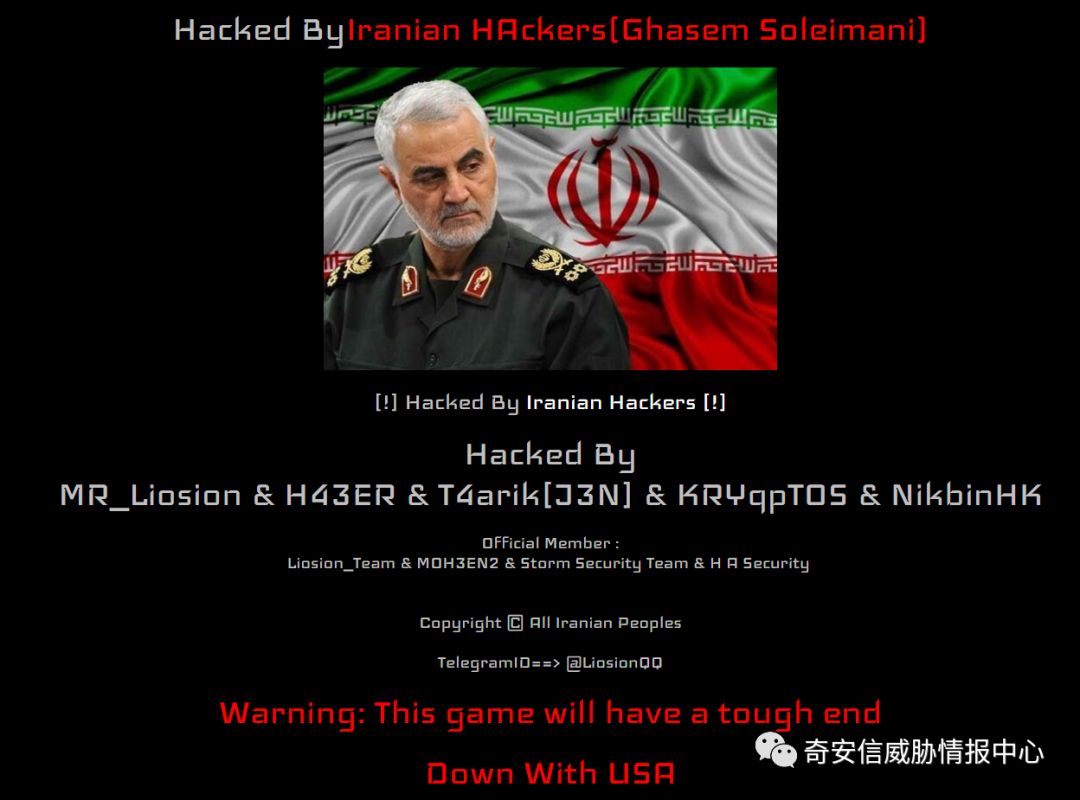 Hacked ByIranian HAckers[Ghasem Soleimani]
[!] Hacked By Iranian Hackers [!]
Hacked By
MR_Liosion & H43ER & T4arik[J3N] & KRYqpTOS & NikbinHK
Official Member :
Liosion_Team & MOH3EN2 & Storm Security Team & H A Security
Copyright © All Iranian Peoples
TelegramID==> @LiosionQQ
Warning: This game will have a tough end
奇安信威胁情报中心
Down With USA